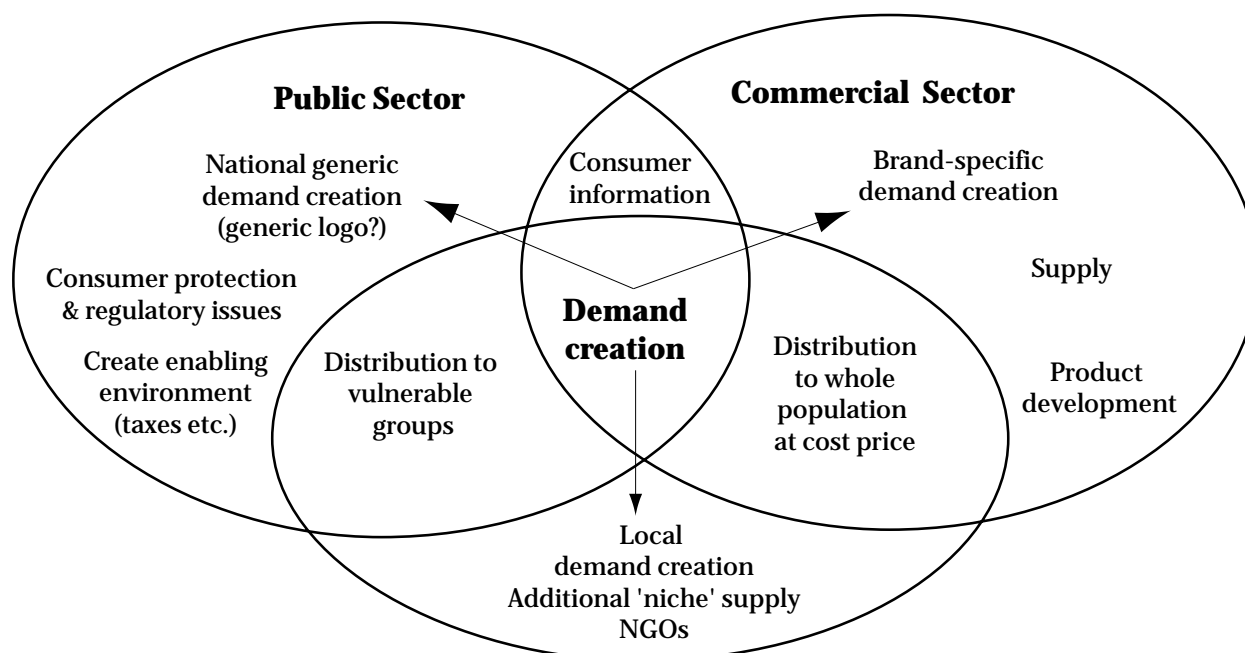 Public Sector
Commercial Sector
National generic
demand creation
(generic logo?)
Consumer
information
Brand-specific
demand creation
Consumer protection
& regulatory issues
Supply
Create enabling
environment
(taxes etc.)
Distribution to
vulnerable
groups
Demand
creation
Distribution
to whole
population
at cost price
Product
development
Local
demand creation
Additional 'niche' supply
NGOs